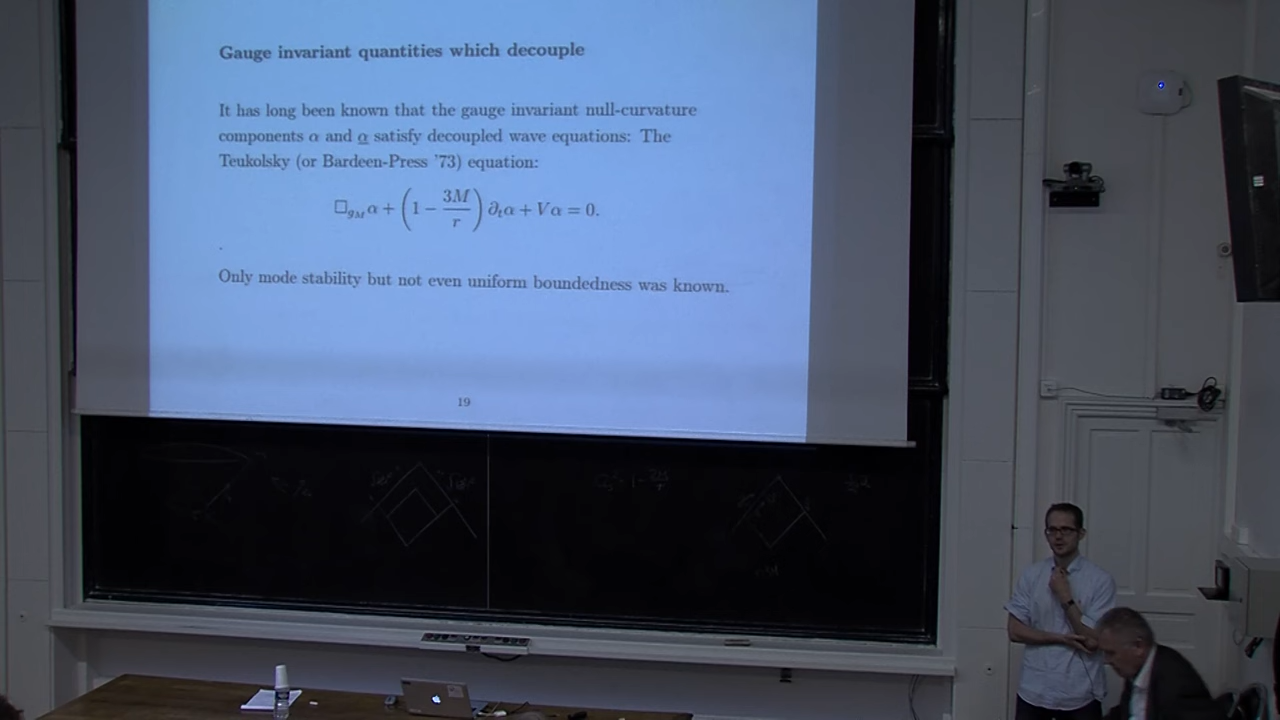 Gauge invariant quantities which decouple
It has long been known that the gauge invariant null-curvature
components α and α̲ satisfy decoupled wave equations: The
Teukolsky (or Bardeen-Press '73) equation:
□_{g_M} α + (1 − 3M/r) ∂_t α + V α = 0.
.
Only mode stability but not even uniform boundedness was known.
19